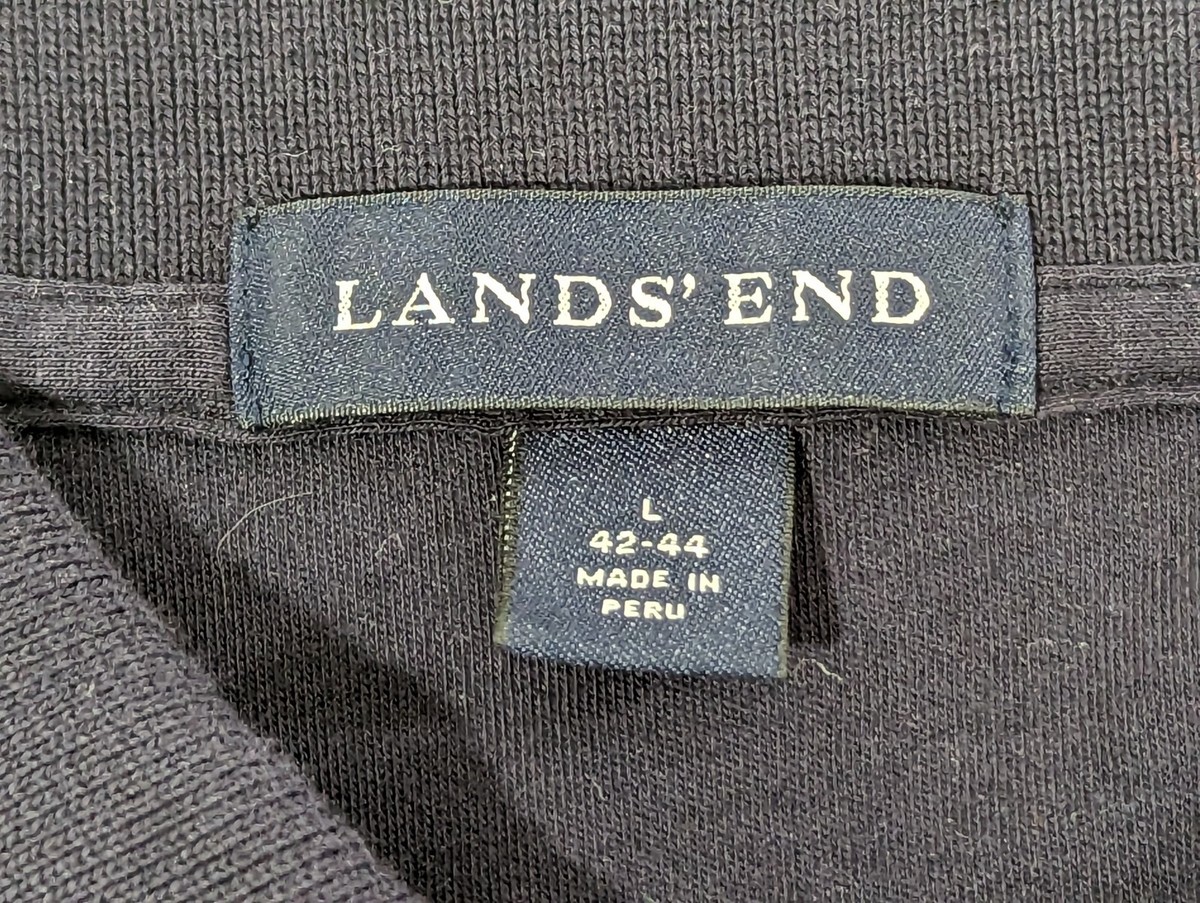 LANDS' END
L
42-44
MADE IN
PERU